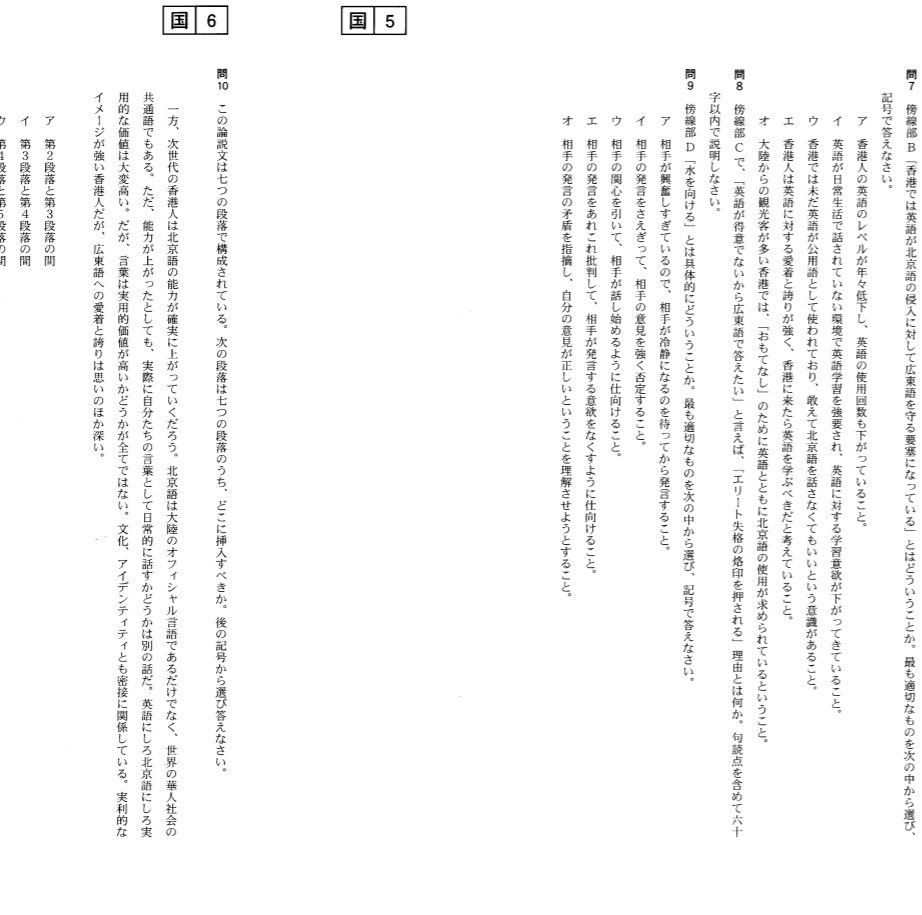 国 5
問7 傍線部B「香港では英語が北京語の侵入に対して広東語を守る要塞になっている」とはどういうことか。最も適切なものを次の中から選び、
記号で答えなさい。
ア 香港人の英語のレベルが年々低下し、英語の使用回数も下がっていること。
イ 英語が日常生活で話されていない環境で英語学習を強要され、英語に対する学習意欲が下がってきていること。
ウ 香港では未だ英語が公用語として使われており、敢えて北京語を話さなくてもいいという意識があること。
エ 香港人は英語に対する愛着と誇りが強く、香港に来たら英語を学ぶべきだと考えていること。
オ 大陸からの観光客が多い香港では、「おもてなし」のために英語とともに北京語の使用が求められているということ。
問8 傍線部Cで、「英語が得意でないから広東語で答えたい」と言えば、「エリート失格の烙印を押される」理由とは何か。句読点を含めて六十
字以内で説明しなさい。
問9 傍線部D「水を向ける」とは具体的にどういうことか。最も適切なものを次の中から選び、記号で答えなさい。
ア 相手が興奮しすぎているので、相手が冷静になるのを待ってから発言すること。
イ 相手の発言をさえぎって、相手の意見を強く否定すること。
ウ 相手の関心を引いて、相手が話し始めるように仕向けること。
エ 相手の発言をあれこれ批判して、相手が発言する意欲をなくすように仕向けること。
オ 相手の発言の矛盾を指摘し、自分の意見が正しいということを理解させようとすること。
国 6
問10 この論説文は七つの段落で構成されている。次の段落は七つの段落のうち、どこに挿入すべきか。後の記号から選び答えなさい。
一方、次世代の香港人は北京語の能力が確実に上がっていくだろう。北京語は大陸のオフィシャル言語であるだけでなく、世界の華人社会の
共通語でもある。ただ、能力が上がったとしても、実際に自分たちの言葉として日常的に話すかどうかは別の話だ。英語にしろ北京語にしろ実
用的な価値は大変高い。だが、言葉は実用的価値が高いかどうかが全てではない。文化、アイデンティティとも密接に関係している。実利的な
イメージが強い香港人だが、広東語への愛着と誇りは思いのほか深い。
ア 第2段落と第3段落の間
イ 第3段落と第4段落の間
ウ 第4段落と第5段落の間